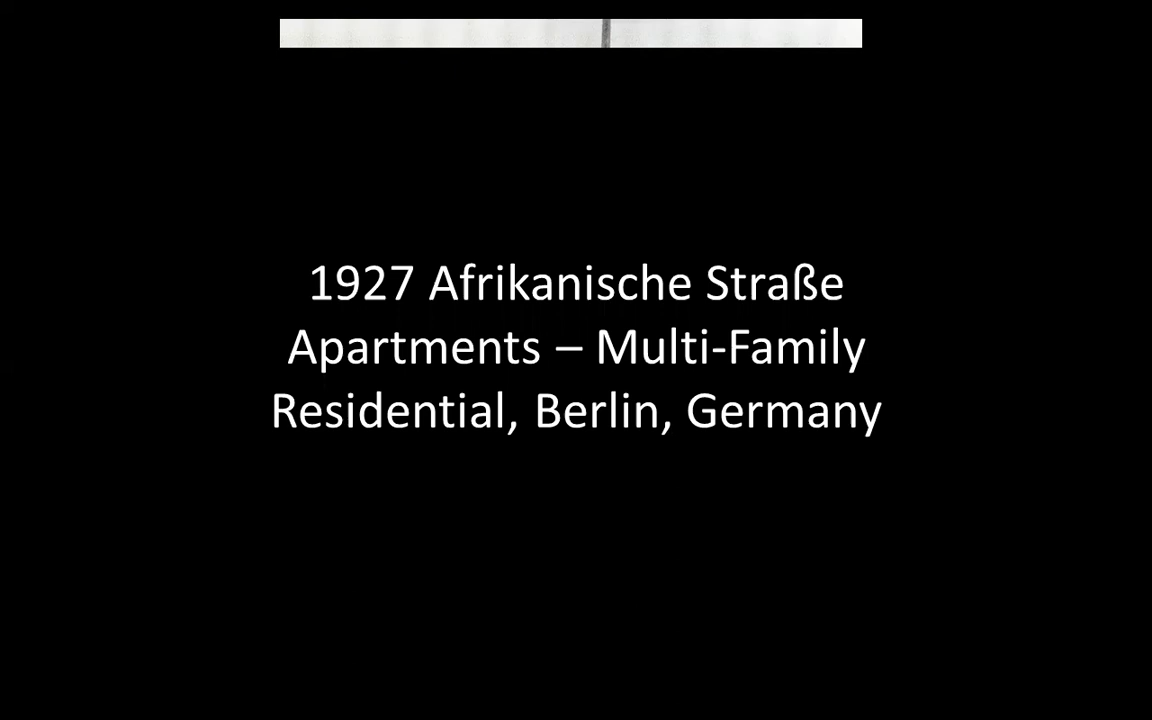 1927 Afrikanische Straße
Apartments – Multi-Family
Residential, Berlin, Germany